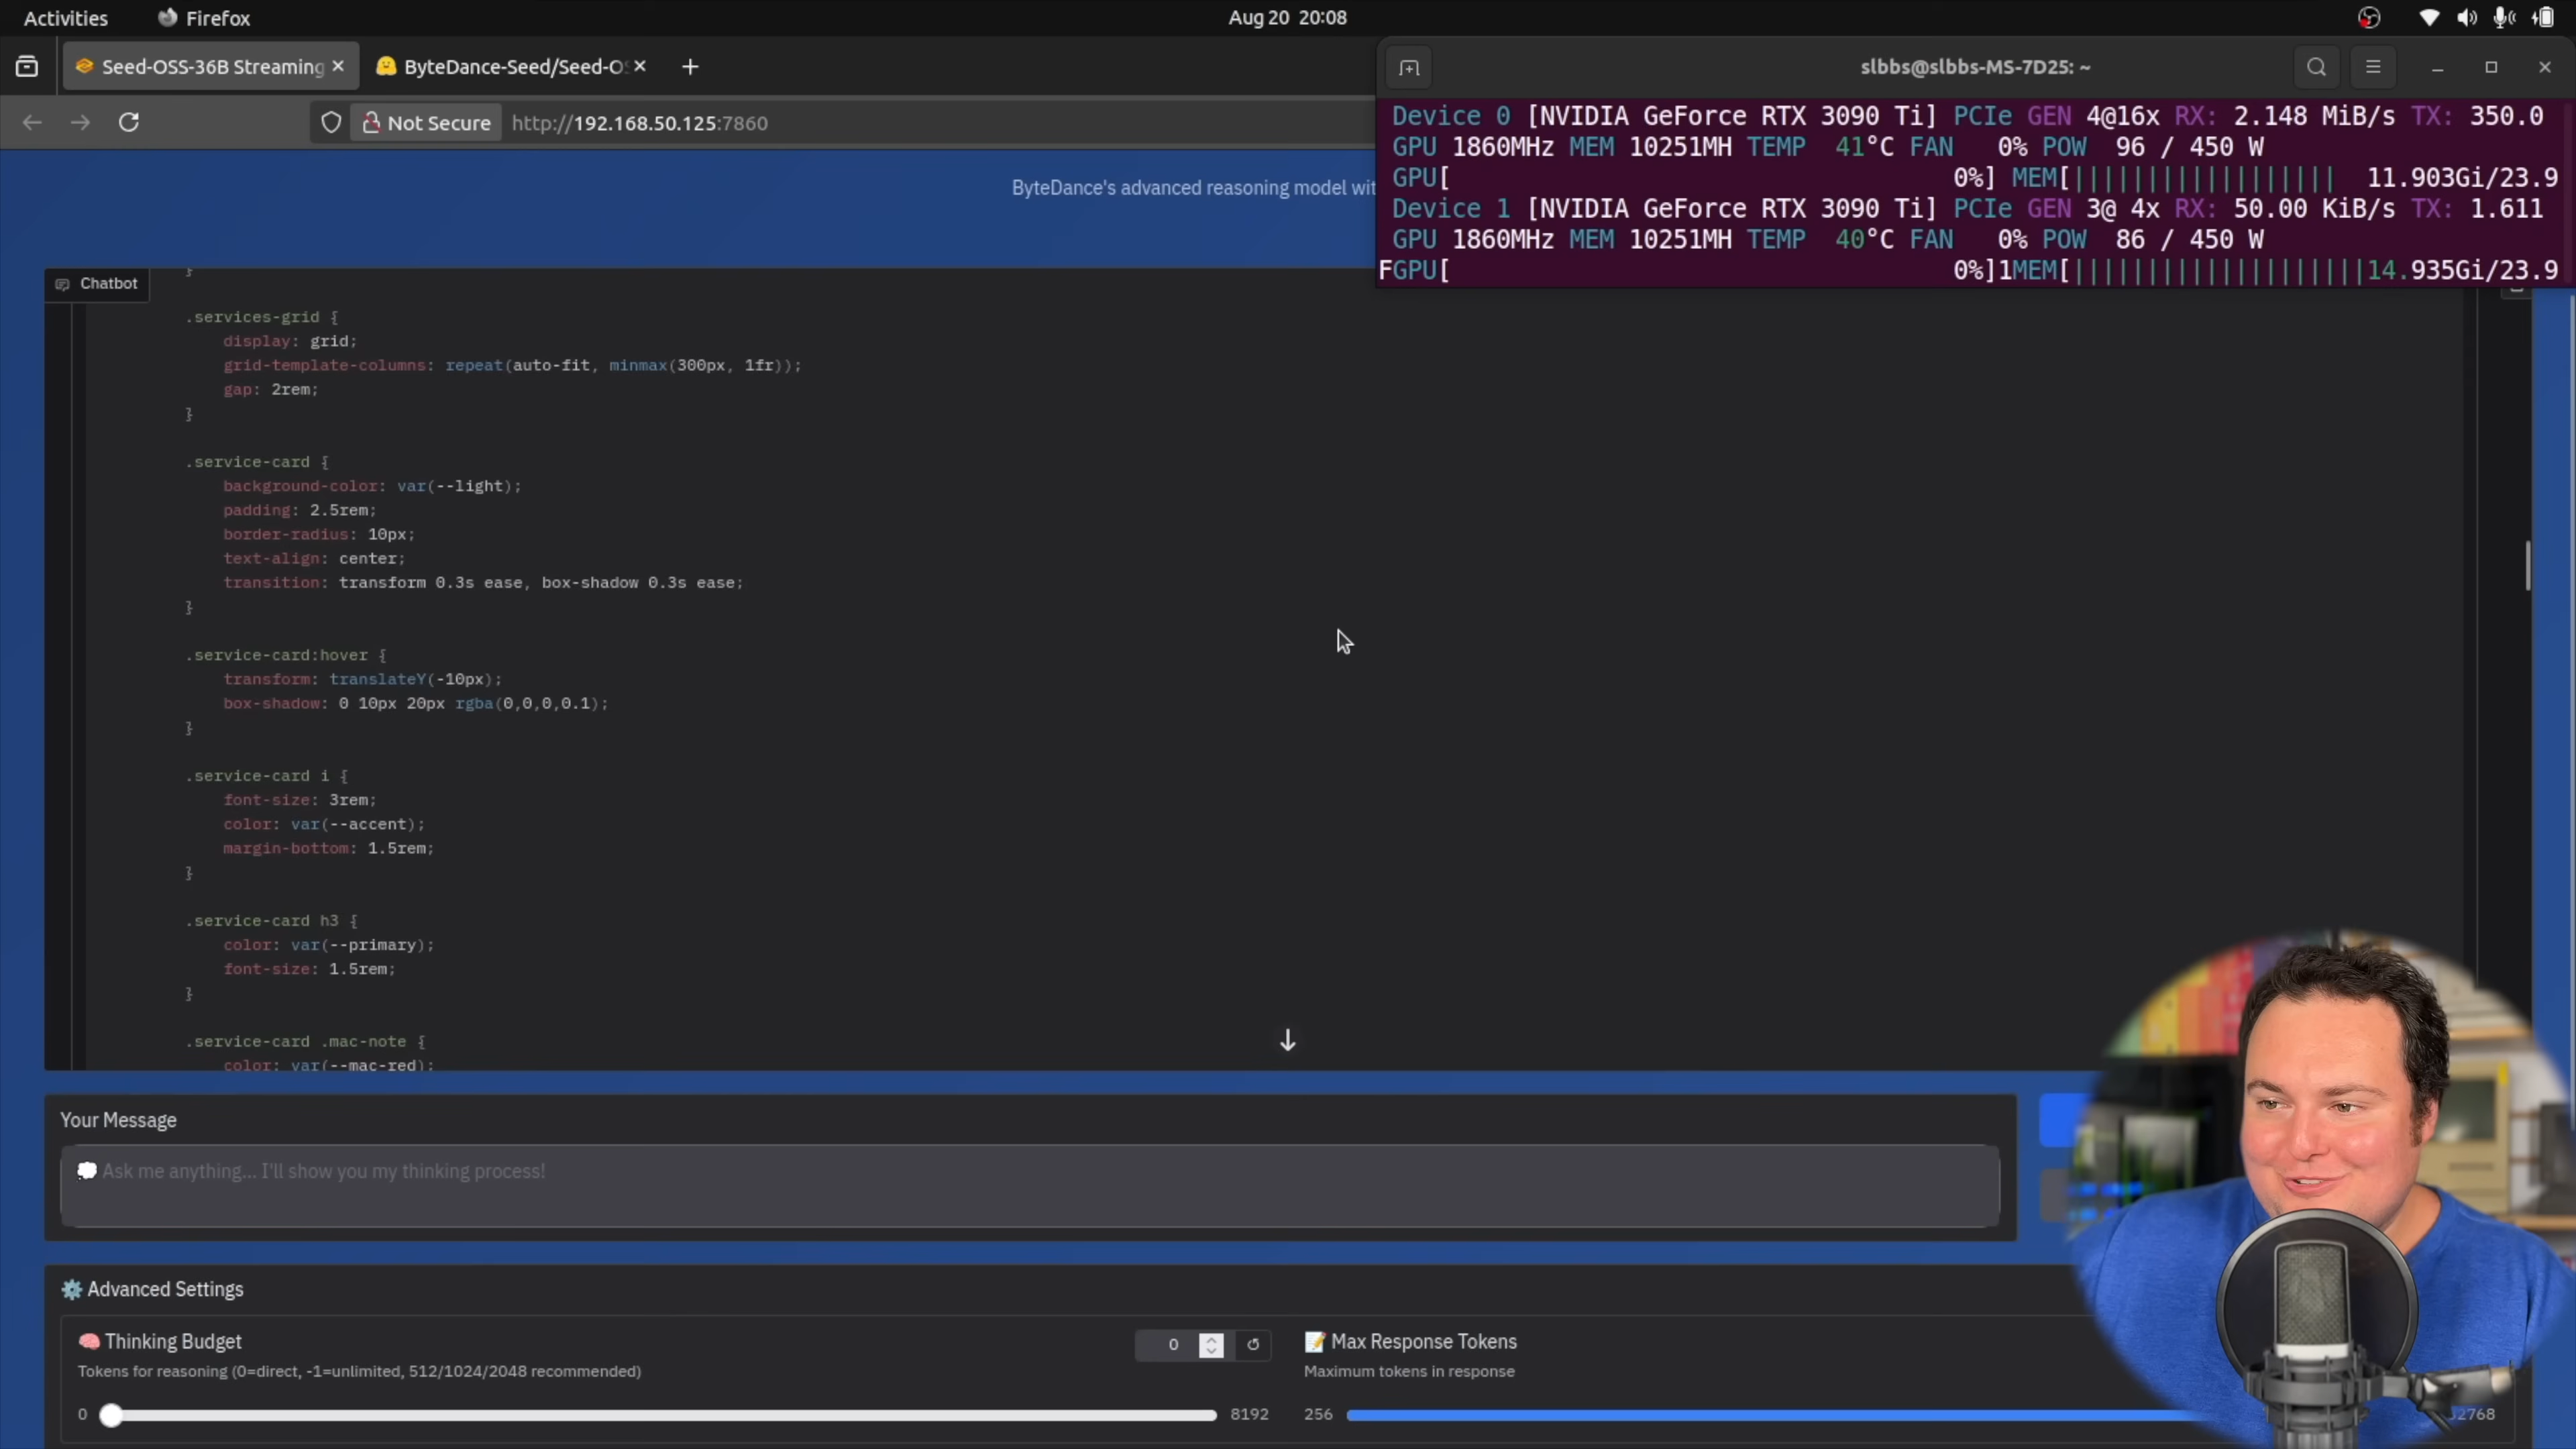 Activities Firefox Aug 20 20:08
Seed-OSS-36B Streaming ByteDance-Seed/Seed-O
slbbs@slbbs-MS-7D25: ~
Not Secure http://192.168.50.125:7860
Device 0 [NVIDIA GeForce RTX 3090 Ti] PCIe GEN 4@16x RX: 2.148 MiB/s TX: 350.0
GPU 1860MHz MEM 10251MH TEMP 41°C FAN 0% POW 96 / 450 W
GPU[ 0%] MEM[||||||||||||||||||| 11.903Gi/23.9
Device 1 [NVIDIA GeForce RTX 3090 Ti] PCIe GEN 3@ 4x RX: 50.00 KiB/s TX: 1.611
GPU 1860MHz MEM 10251MH TEMP 40°C FAN 0% POW 86 / 450 W
FGPU[ 0%]1MEM[||||||||||||||||||||14.935Gi/23.9
ByteDance's advanced reasoning model
Chatbot
}
.services-grid {
display: grid;
grid-template-columns: repeat(auto-fit, minmax(300px, 1fr));
gap: 2rem;
}
.service-card {
background-color: var(--light);
padding: 2.5rem;
border-radius: 10px;
text-align: center;
transition: transform 0.3s ease, box-shadow 0.3s ease;
}
.service-card:hover {
transform: translateY(-10px);
box-shadow: 0 10px 20px rgba(0,0,0,0.1);
}
.service-card i {
font-size: 3rem;
color: var(--accent);
margin-bottom: 1.5rem;
}
.service-card h3 {
color: var(--primary);
font-size: 1.5rem;
}
.service-card .mac-note {
color: var(--mac-red);
Your Message
Ask me anything... I'll show you my thinking process!
Advanced Settings
Thinking Budget 0
Tokens for reasoning (0=direct, -1=unlimited, 512/1024/2048 recommended)
0 8192
Max Response Tokens
Maximum tokens in response
256 2768